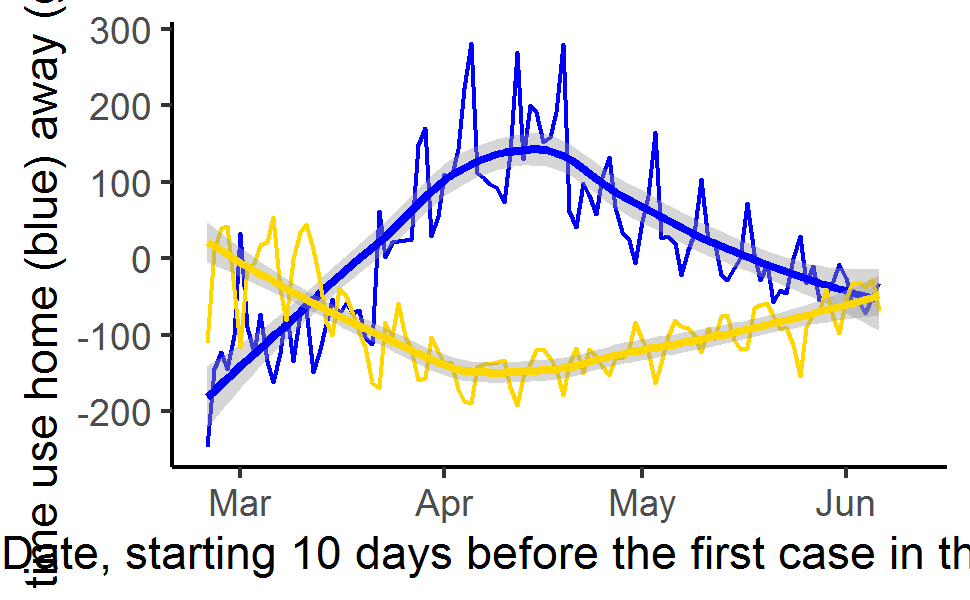 time use home (blue) away (g
300
200
100
0
-100
-200
Mar Apr May Jun
Date, starting 10 days before the first case in th